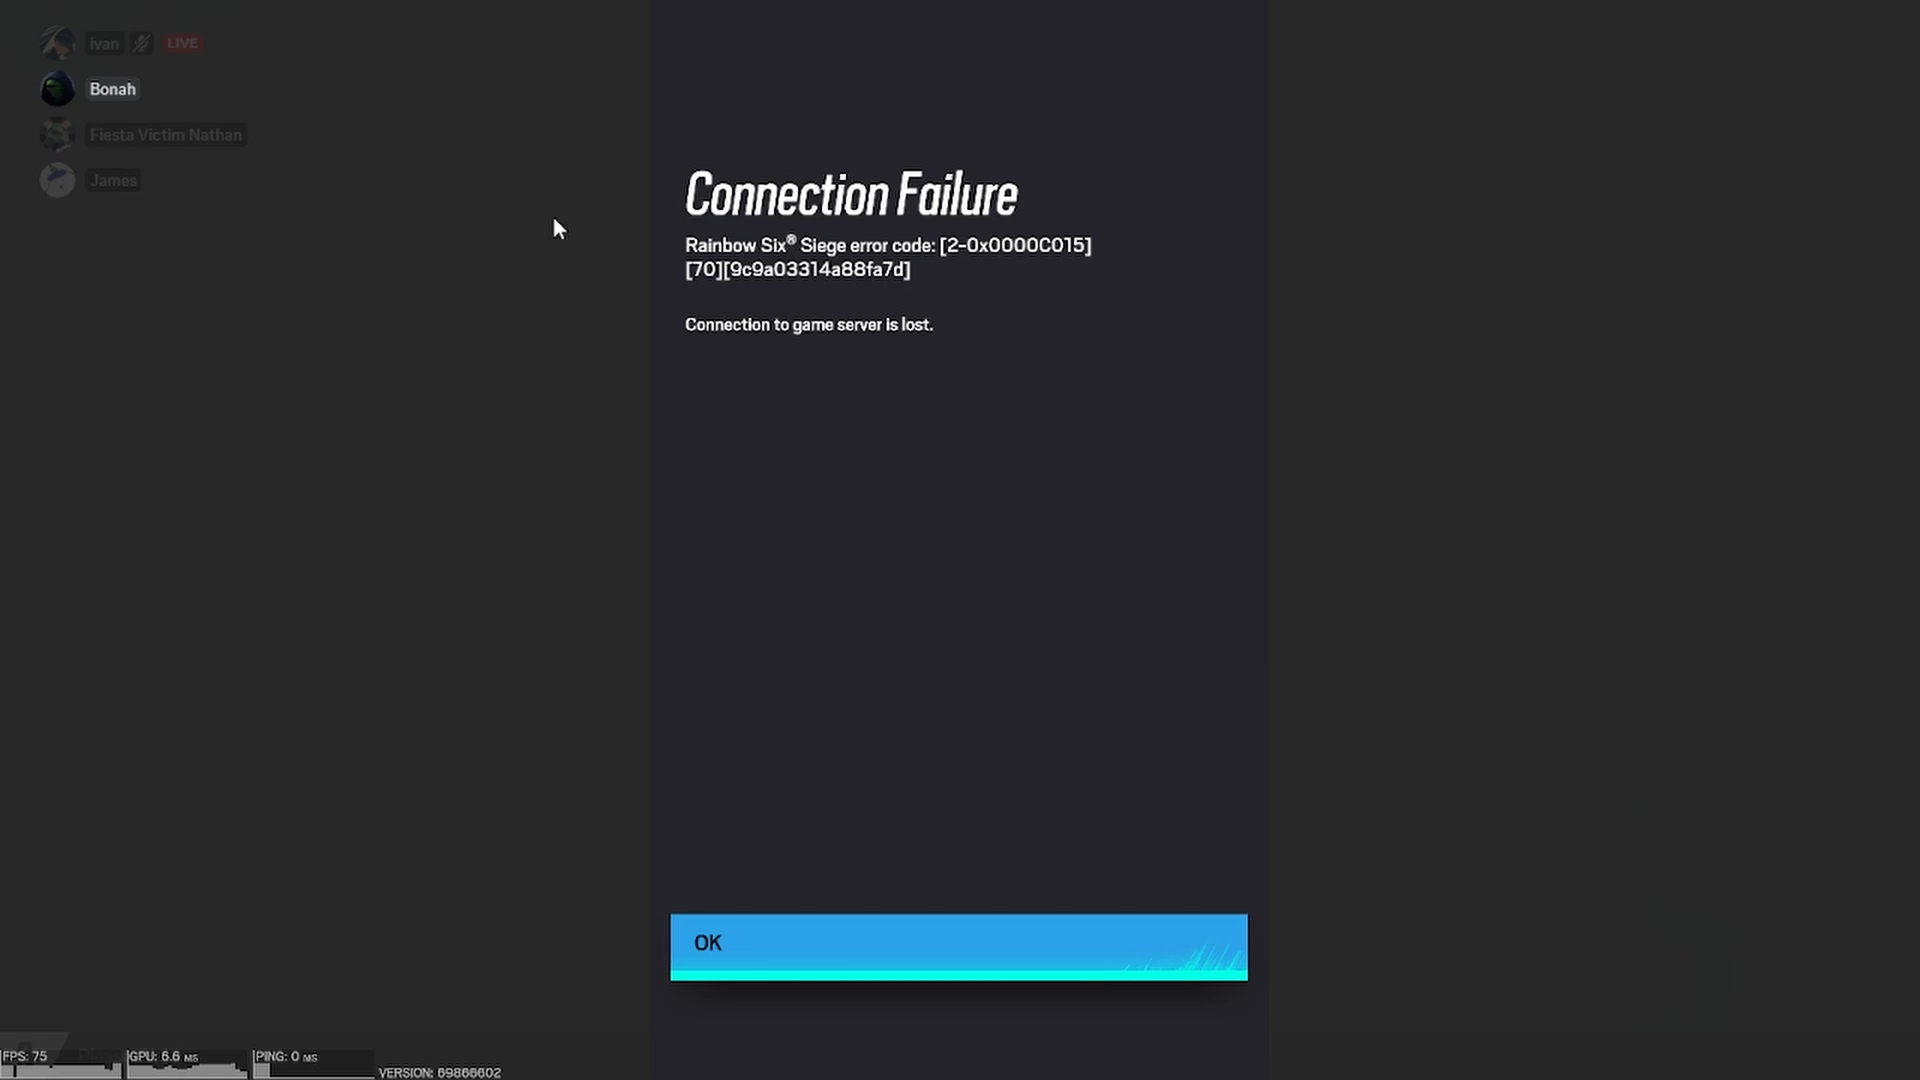 ivan LIVE
Bonah
Fiesta Victim Nathan
James
Connection Failure
Rainbow Six® Siege error code: [2-0x0000C015]
[70][9c9a03314a88fa7d]
Connection to game server is lost.
OK
FPS: 75 GPU: 6.6 MS PING: 0 MS
VERSION: 69866602